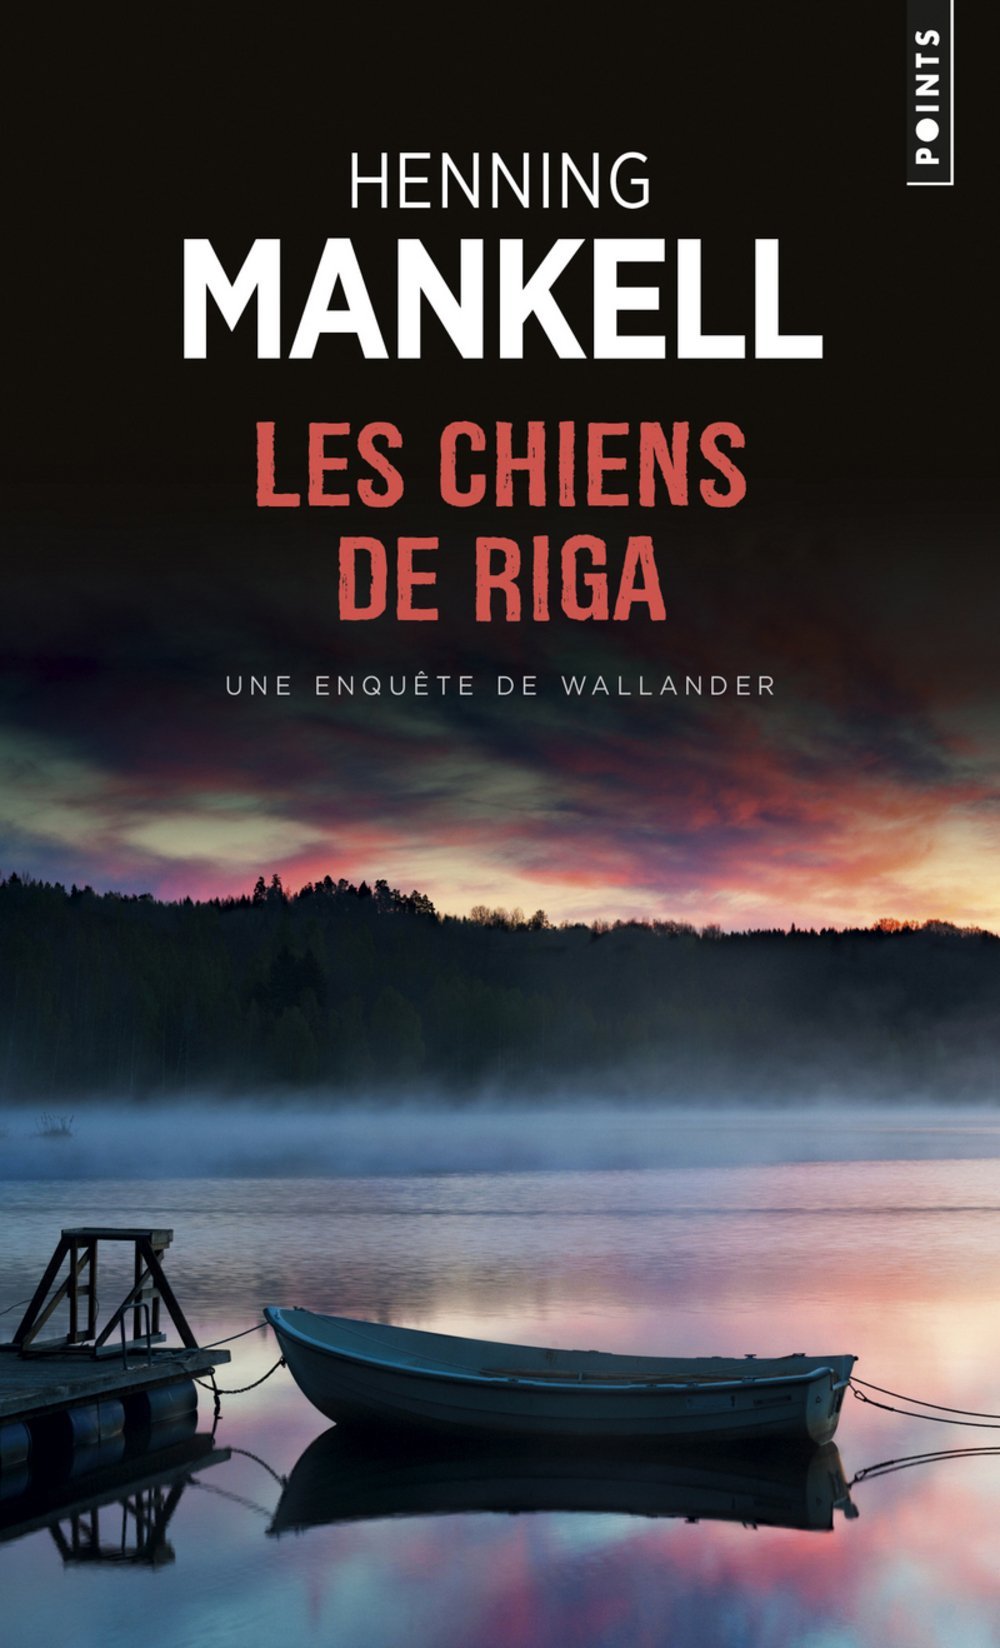 POINTS
HENNING
MANKELL
LES CHIENS
DE RIGA
UNE ENQUÊTE DE WALLANDER